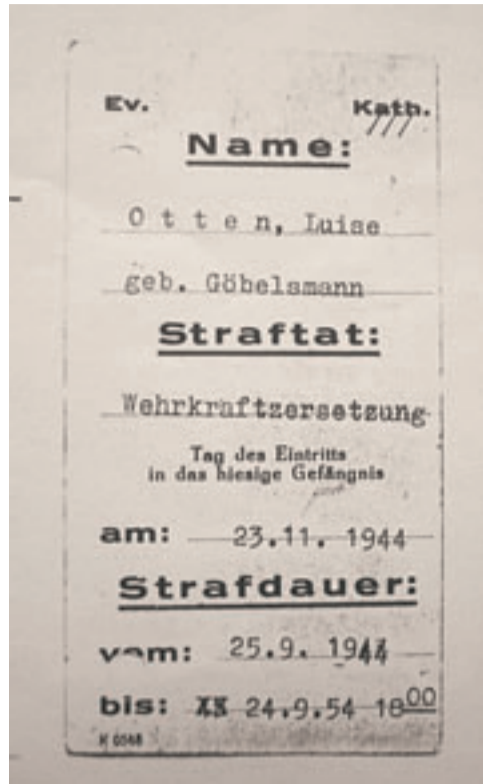 Ev. Kath.
Name:
Otten, Luise
geb. Göbelsmann
Straftat:
Wehrkraftzersetzung
Tag des Eintritts
in das hiesige Gefängnis
am: 23.11. 1944
Strafdauer:
vom: 25.9. 1944
bis: 24.9.54 18⁰⁰